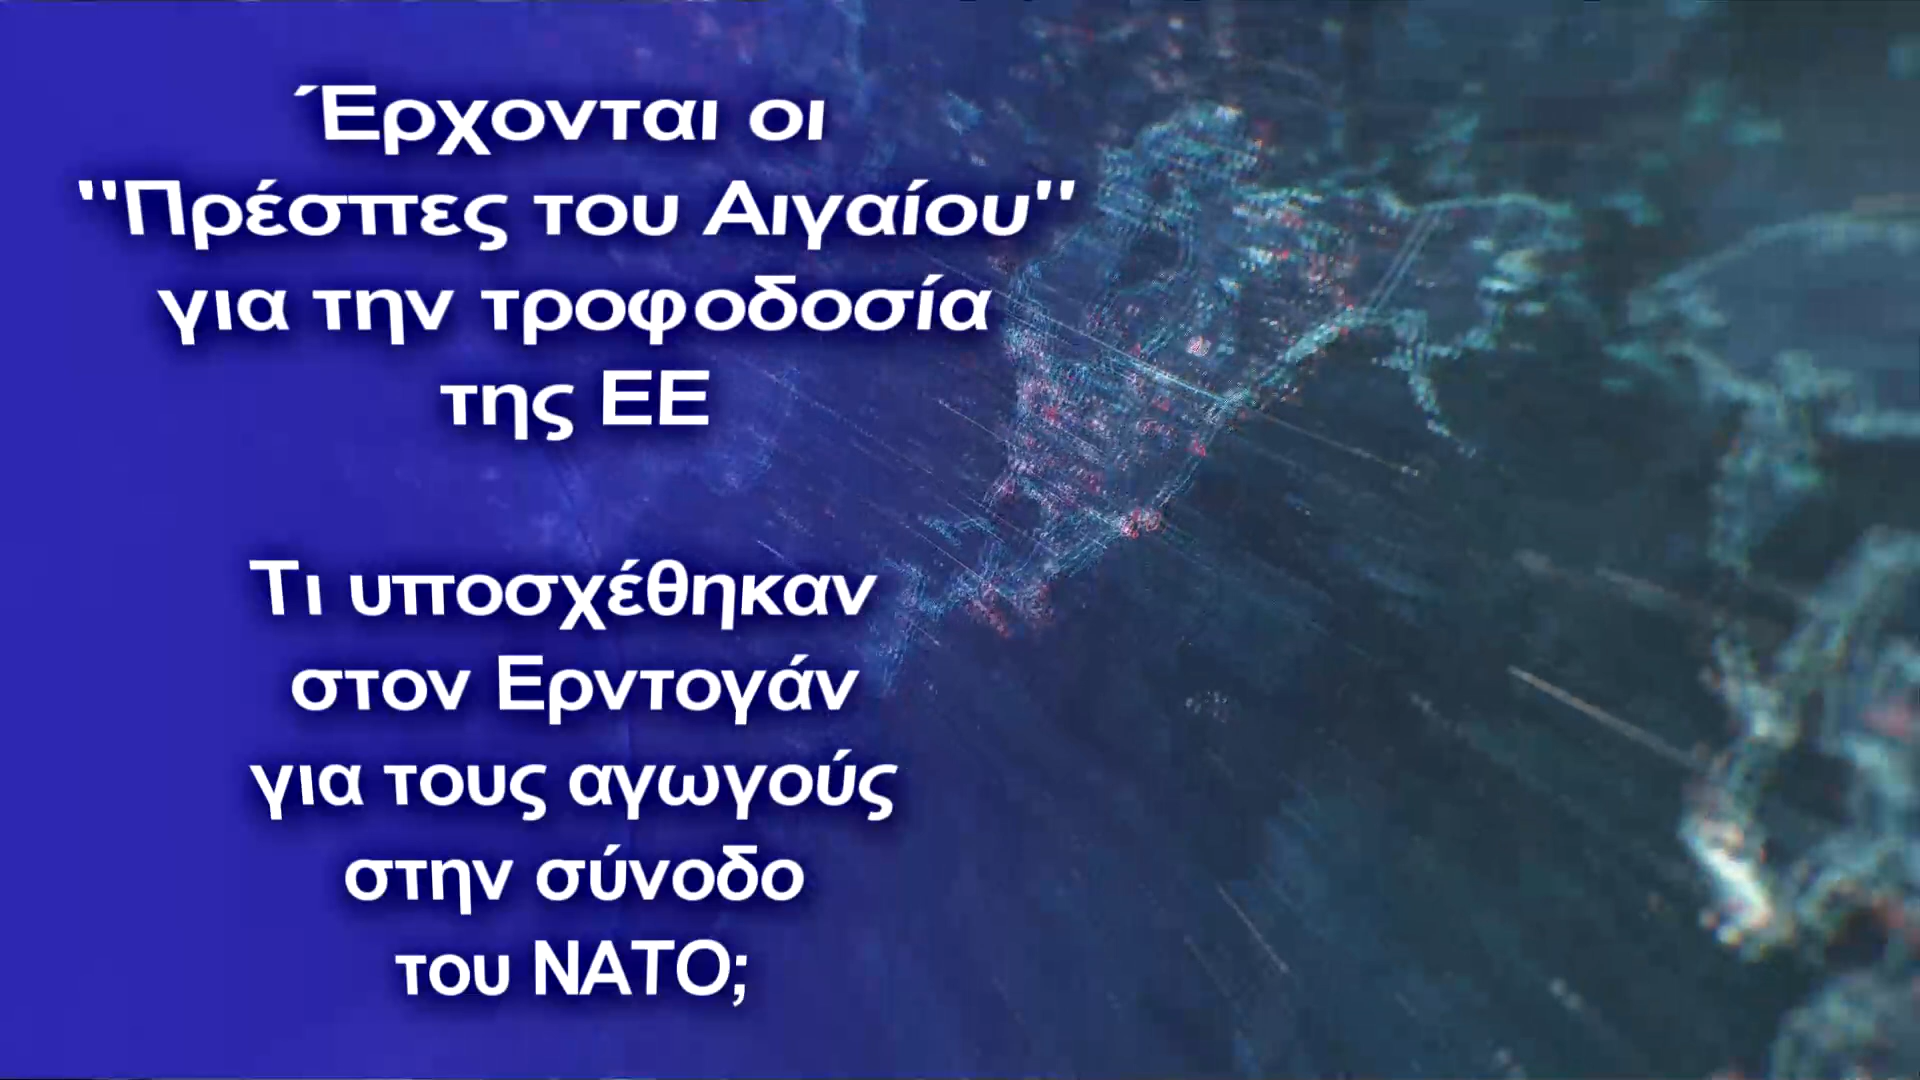 Έρχονται οι
"Πρέσπες του Αιγαίου"
για την τροφοδοσία
της ΕΕ
Τι υποσχέθηκαν
στον Ερντογάν
για τους αγωγούς
στην σύνοδο
του ΝΑΤΟ;